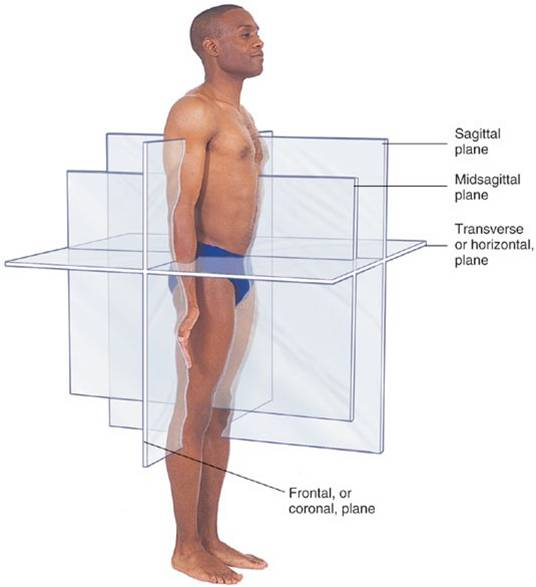 Sagittal
plane
Midsagittal
plane
Transverse
or horizontal,
plane
Frontal, or
coronal, plane